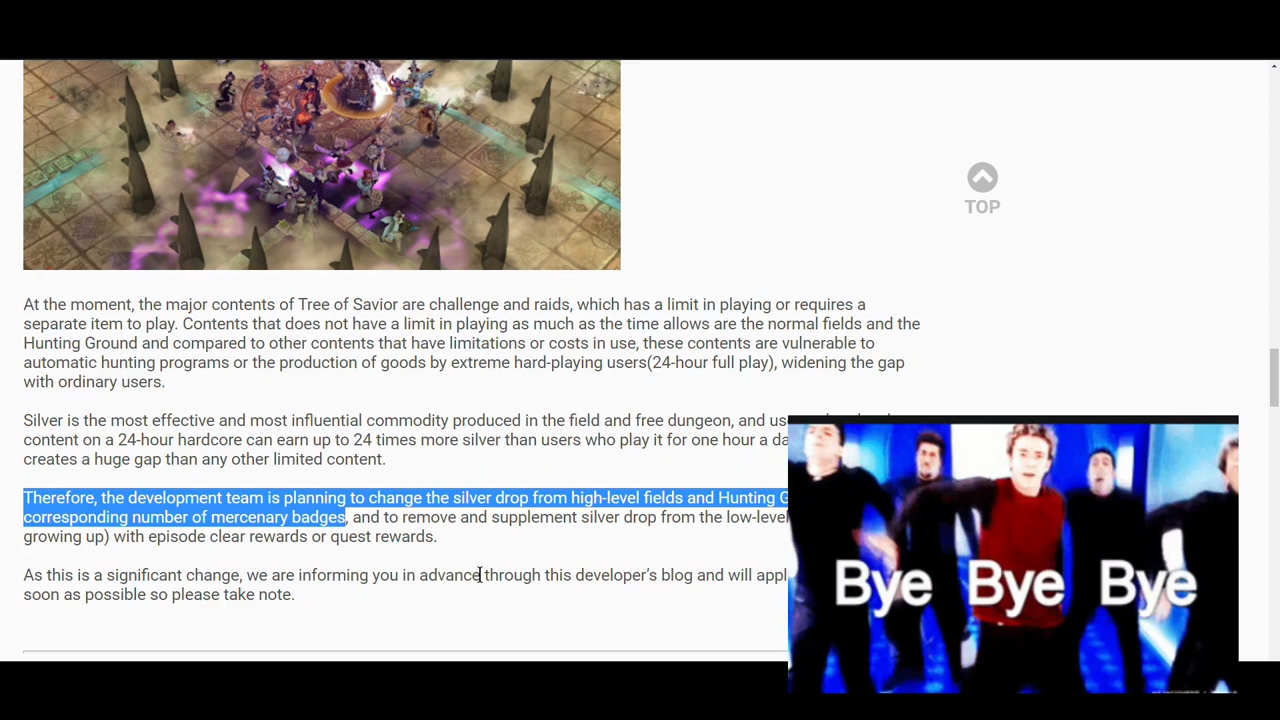 TOP
At the moment, the major contents of Tree of Savior are challenge and raids, which has a limit in playing or requires a
separate item to play. Contents that does not have a limit in playing as much as the time allows are the normal fields and the
Hunting Ground and compared to other contents that have limitations or costs in use, these contents are vulnerable to
automatic hunting programs or the production of goods by extreme hard-playing users(24-hour full play), widening the gap
with ordinary users.
Silver is the most effective and most influential commodity produced in the field and free dungeon, and
content on a 24-hour hardcore can earn up to 24 times more silver than users who play it for one hour a
creates a huge gap than any other limited content.
Therefore, the development team is planning to change the silver drop from high-level fields and Hunting
corresponding number of mercenary badges, and to remove and supplement silver drop from the low-level
growing up) with episode clear rewards or quest rewards.
As this is a significant change, we are informing you in advance through this developer's blog and will
soon as possible so please take note.
Bye Bye Bye